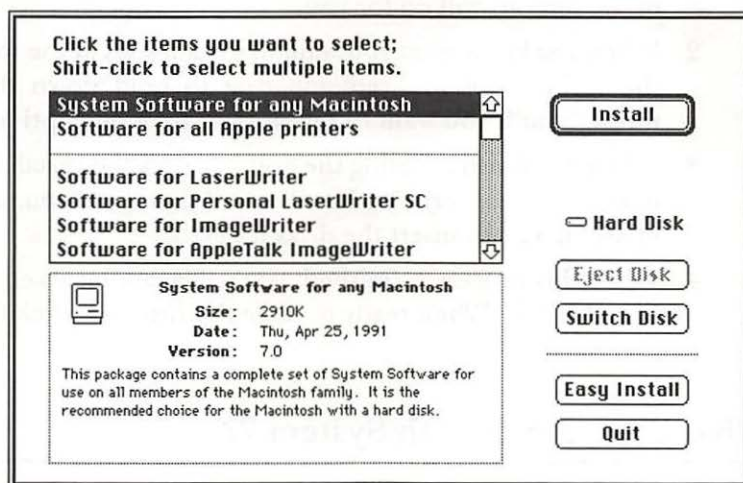 Click the items you want to select;
Shift-click to select multiple items.
System Software for any Macintosh
Software for all Apple printers
Software for LaserWriter
Software for Personal LaserWriter SC
Software for ImageWriter
Software for AppleTalk ImageWriter
System Software for any Macintosh
Size: 2910K
Date: Thu, Apr 25, 1991
Version: 7.0
This package contains a complete set of System Software for
use on all members of the Macintosh family. It is the
recommended choice for the Macintosh with a hard disk.
Install
Hard Disk
Eject Disk
Switch Disk
Easy Install
Quit